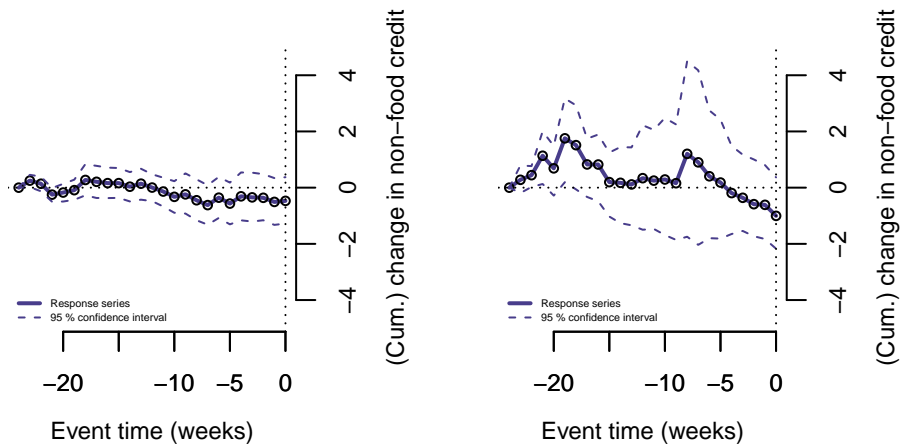 4
2
0
−2
−4
(Cum.) change in non−food credit
Response series
95 % confidence interval
−20
−10
−5
0
Event time (weeks)
4
2
0
−2
−4
(Cum.) change in non−food credit
Response series
95 % confidence interval
−20
−10
−5
0
Event time (weeks)